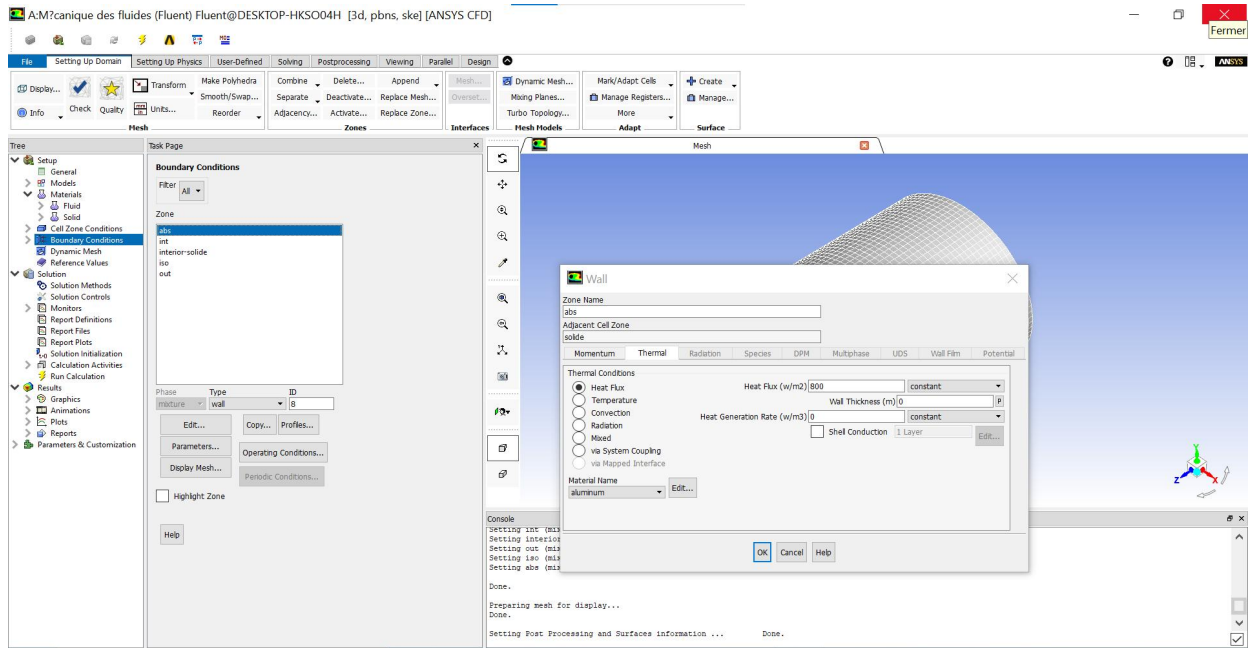 A:M?canique des fluides (Fluent) Fluent@DESKTOP-HKSO04H [3d, pbns, ske] [ANSYS CFD]
Fermer
File Setting Up Domain Setting Up Physics User-Defined Solving Postprocessing Viewing Parallel Design
ANSYS
Display... Transform Make Polyhedra Combine Delete... Append Mesh... Dynamic Mesh... Mark/Adapt Cells Create
Info Check Quality Units... Smooth/Swap... Separate Deactivate... Replace Mesh... Overset... Mixing Planes... Manage Registers... Manage...
Reorder Adjacency... Activate... Replace Zone... Turbo Topology... More
Mesh Zones Interfaces Mesh Models Adapt Surface
Tree
Setup
General
Models
Materials
Fluid
Solid
Cell Zone Conditions
Boundary Conditions
Dynamic Mesh
Reference Values
Solution
Solution Methods
Solution Controls
Monitors
Report Definitions
Report Files
Report Plots
Solution Initialization
Calculation Activities
Run Calculation
Results
Graphics
Animations
Plots
Reports
Parameters & Customization
Task Page
Boundary Conditions
Filter All
Zone
abs
int
interior-solide
iso
out
Phase Type ID
mixture wall 8
Edit... Copy... Profiles...
Parameters... Operating Conditions...
Display Mesh... Periodic Conditions...
Highlight Zone
Help
Mesh
Y
Z X
Wall
Zone Name
abs
Adjacent Cell Zone
solide
Momentum Thermal Radiation Species DPM Multiphase UDS Wall Film Potential
Thermal Conditions
Heat Flux
Temperature
Convection
Radiation
Mixed
via System Coupling
via Mapped Interface
Heat Flux (w/m2) 800 constant
Wall Thickness (m) 0 P
Heat Generation Rate (w/m3) 0 constant
Shell Conduction 1 Layer Edit...
Material Name
aluminum Edit...
OK Cancel Help
Console
Setting int (mix
Setting interior
Setting out (mix
Setting iso (mix
Setting abs (mix
Done.
Preparing mesh for display...
Done.
Setting Post Processing and Surfaces information ... Done.